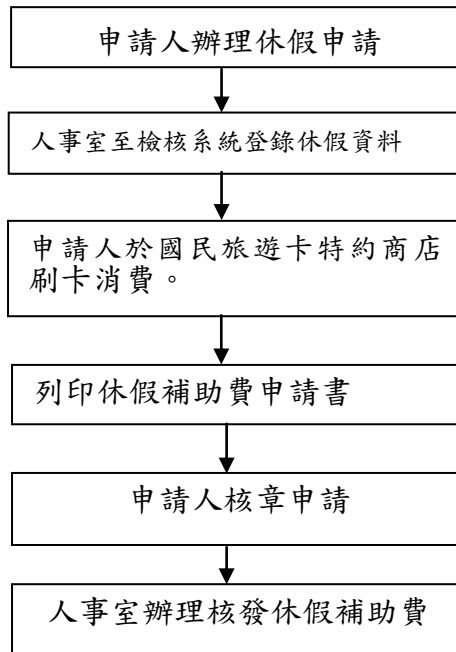 申請人辦理休假申請
人事室至檢核系統登錄休假資料
申請人於國民旅遊卡特約商店
刷卡消費。
列印休假補助費申請書
申請人核章申請
人事室辦理核發休假補助費